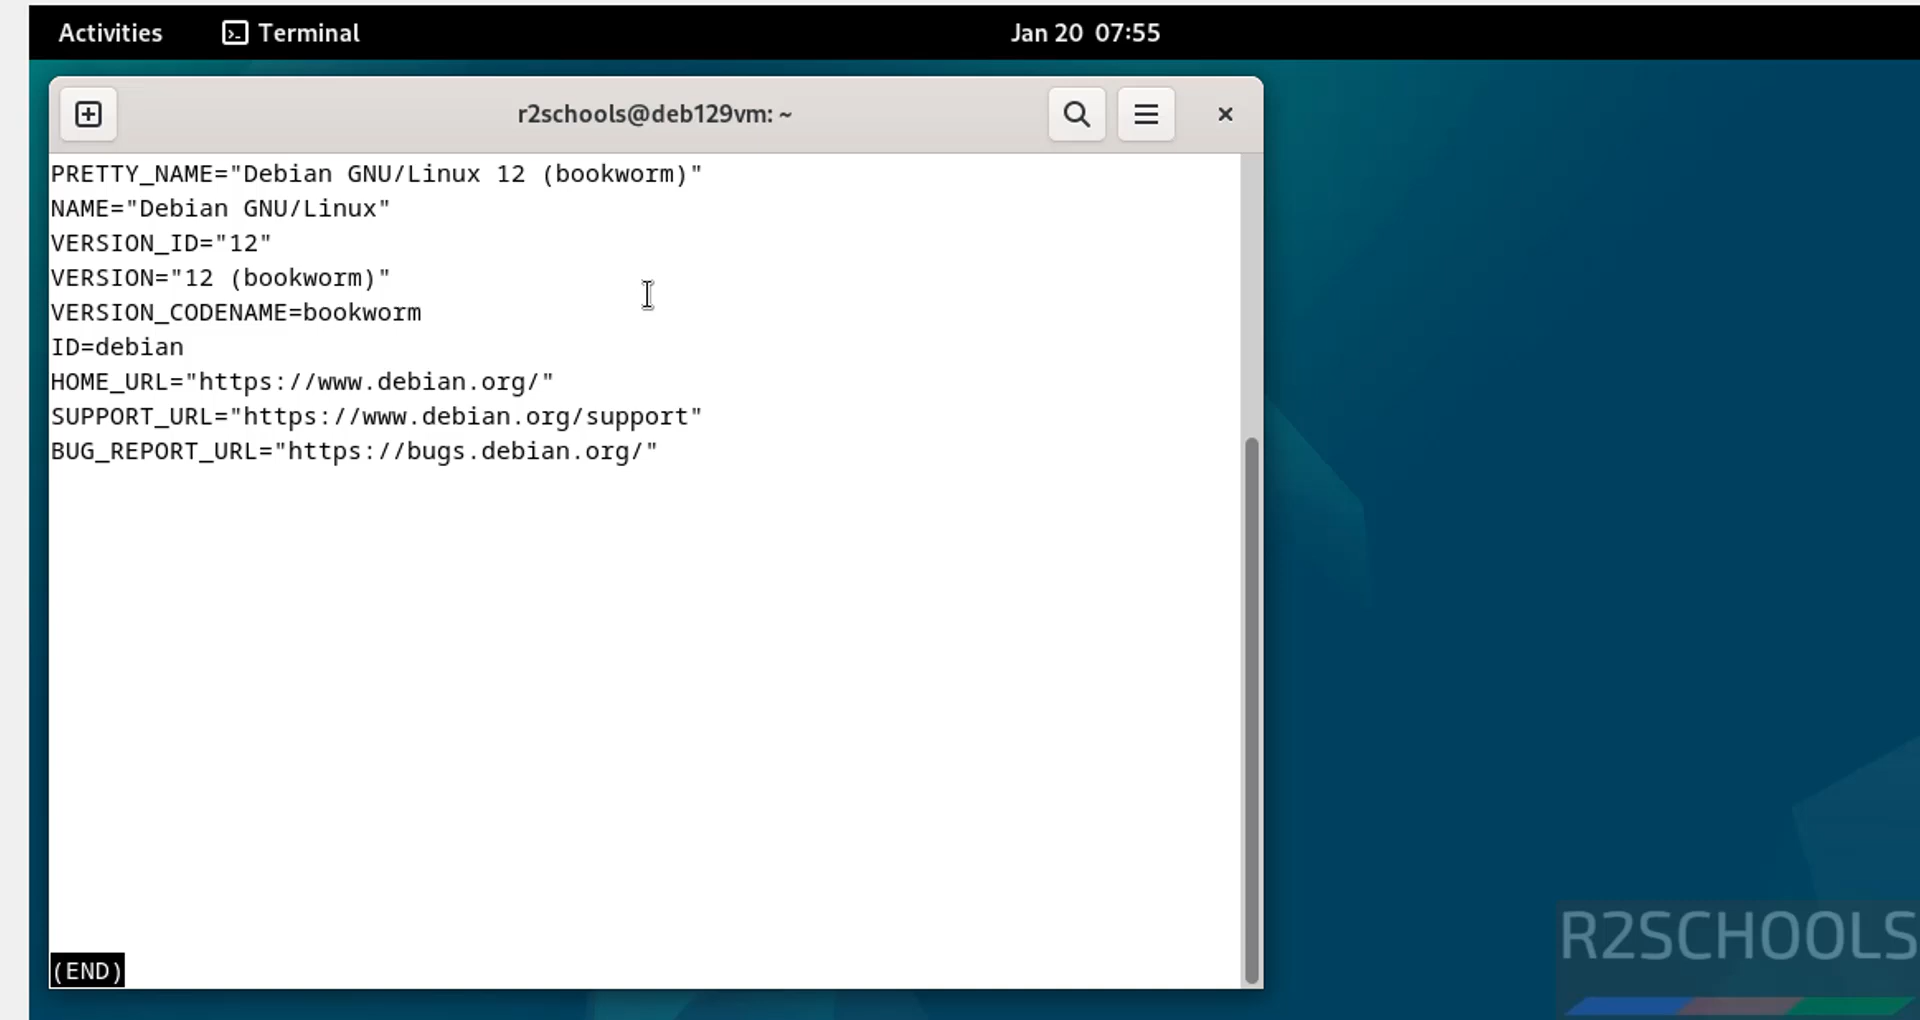 Activities Terminal Jan 20 07:55
r2schools@deb129vm: ~
PRETTY_NAME="Debian GNU/Linux 12 (bookworm)"
NAME="Debian GNU/Linux"
VERSION_ID="12"
VERSION="12 (bookworm)"
VERSION_CODENAME=bookworm
ID=debian
HOME_URL="https://www.debian.org/"
SUPPORT_URL="https://www.debian.org/support"
BUG_REPORT_URL="https://bugs.debian.org/"
(END)
R2SCHOOLS